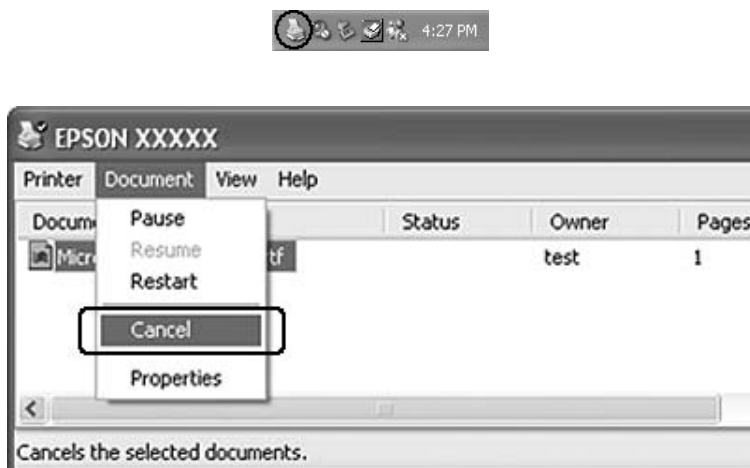 4:27 PM
EPSON XXXXX
Printer Document View Help
Docum Status Owner Pages
Micr tf test 1
Pause
Resume
Restart
Cancel
Properties
Cancels the selected documents.